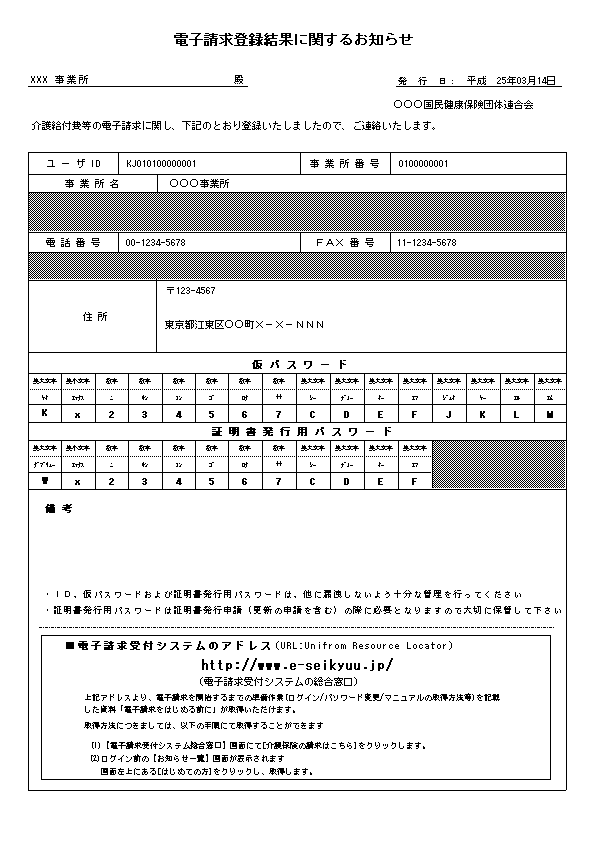 電子請求登録結果に関するお知らせ
XXX 事業所 殿
発 行 日: 平成 25年03月14日
〇〇〇国民健康保険団体連合会
介護給付費等の電子請求に関し、下記のとおり登録いたしましたので、ご連絡いたします。
ユーザID KJ010100000001 事業所番号 0100000001
事業所名 〇〇〇事業所
電話番号 00-1234-5678 FAX番号 11-1234-5678
住所 〒123-4567
東京都江東区〇〇町×-×-NNN
仮パスワード
英大文字 英小文字 数字 数字 数字 数字 数字 数字 英大文字 英大文字 英大文字 英大文字 英大文字 英大文字 英大文字 英大文字
ケイ エックス ニ サン ヨン ゴ ロク ナナ シー ディー イー エフ ジェイ ケー エル エム
K x 2 3 4 5 6 7 C D E F J K L M
証明書発行用パスワード
英大文字 英小文字 数字 数字 数字 数字 数字 数字 英大文字 英大文字 英大文字 英大文字
ダブリュー エックス ニ サン ヨン ゴ ロク ナナ シー ディー イー エフ
W x 2 3 4 5 6 7 C D E F
備考
・ID、仮パスワードおよび証明書発行用パスワードは、他に漏洩しないよう十分な管理を行ってください
・証明書発行用パスワードは証明書発行申請(更新の申請を含む)の際に必要となりますので大切に保管して下さい
■電子請求受付システムのアドレス(URL:Unifrom Resource Locator)
http://www.e-seikyuu.jp/
(電子請求受付システムの総合窓口)
上記アドレスより、電子請求を開始するまでの準備作業(ログイン/パスワード変更/マニュアルの取得方法等)を記載
した資料「電子請求をはじめる前に」が取得いただけます。
取得方法につきましては、以下の手順にて取得することができます
(1)【電子請求受付システム総合窓口】画面にて[介護保険の請求はこちら]をクリックします。
(2)ログイン前の【お知らせ一覧】画面が表示されます
画面左上にある[はじめての方]をクリックし、取得します。